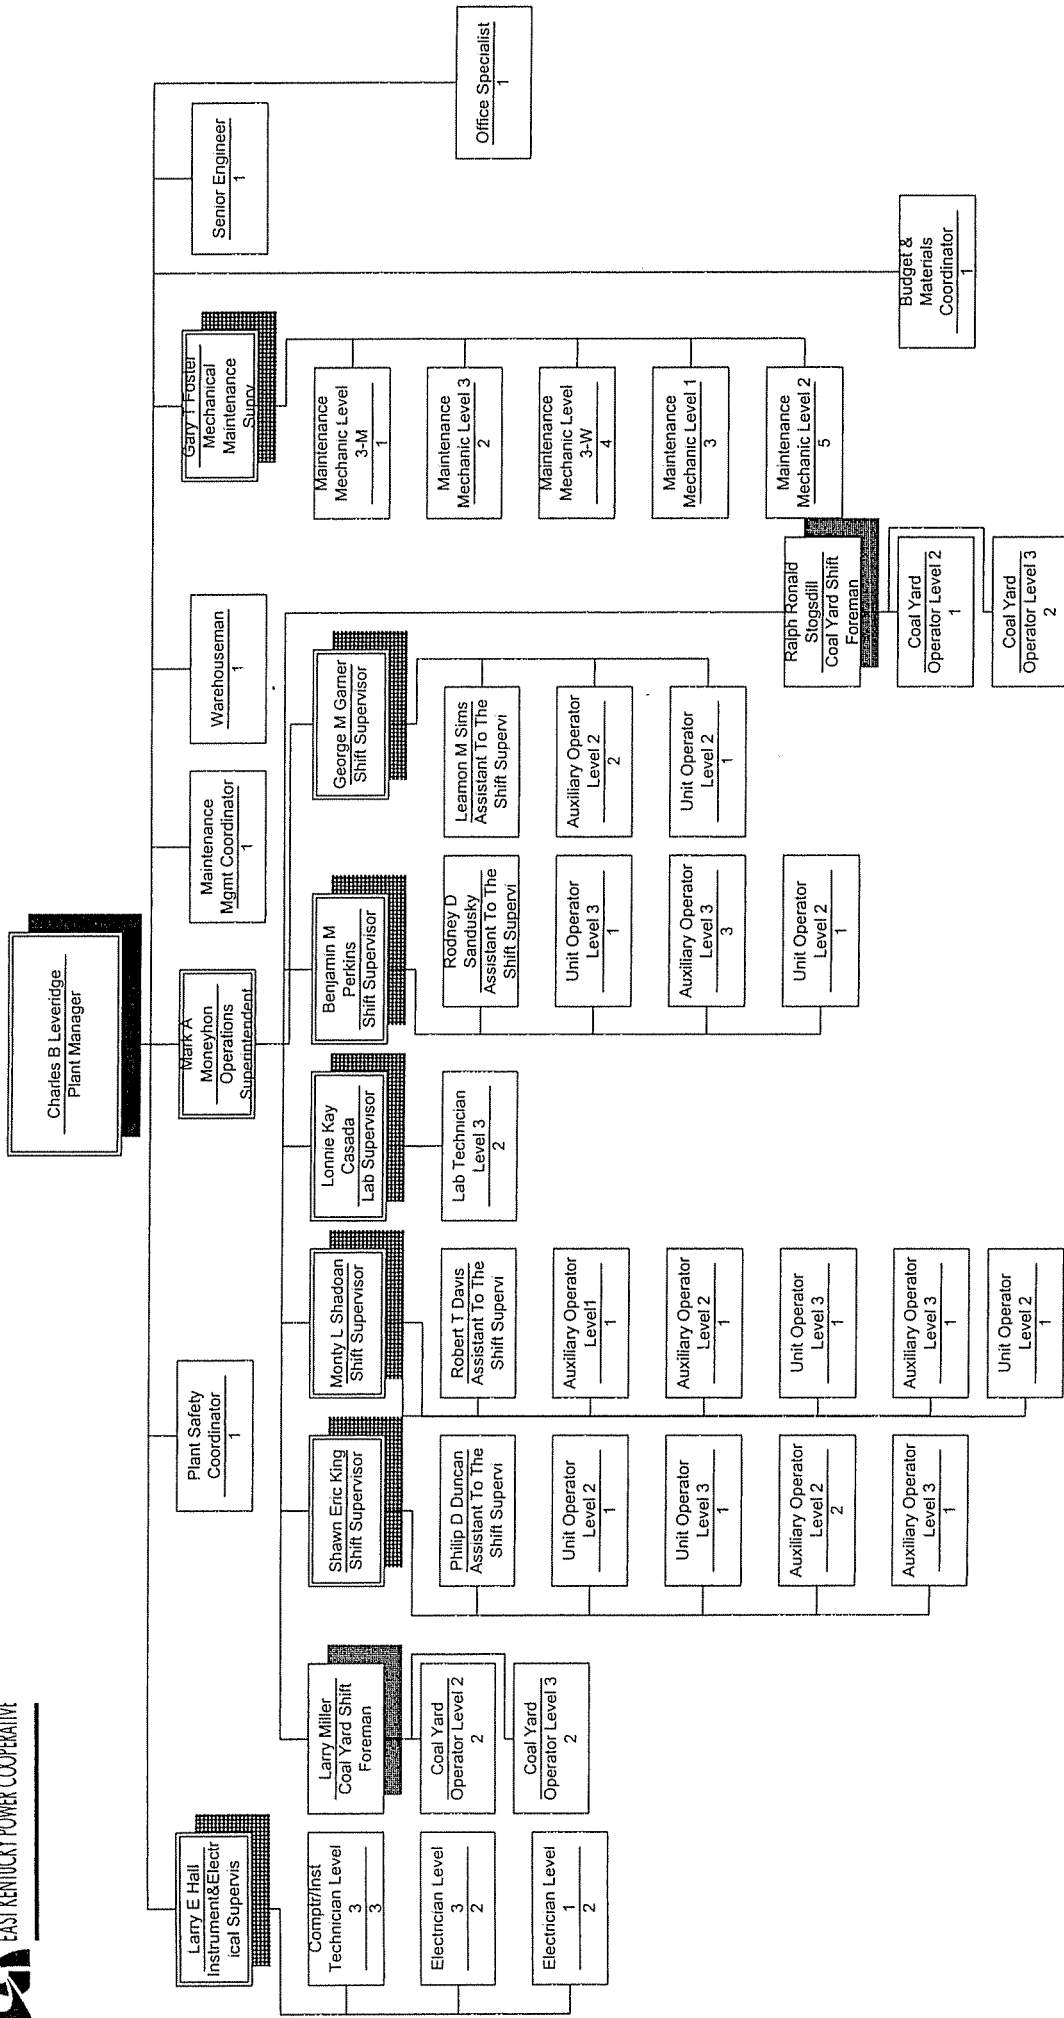 EAST KENTUCKY POWER COOPERATIVE
Charles B Leveridge
Plant Manager
Larry E Hall
Instrument&Electr
ical Supervis
Comptr/Inst
Technician Level
3
3
Electrician Level
3
2
Electrician Level
1
2
Plant Safety
Coordinator
1
Mark A
Moneyhon
Operations
Superintendent
Larry Miller
Coal Yard Shift
Foreman
Coal Yard
Operator Level 2
2
Coal Yard
Operator Level 3
2
Shawn Eric King
Shift Supervisor
Philip D Duncan
Assistant To The
Shift Supervi
Unit Operator
Level 2
1
Unit Operator
Level 3
1
Auxiliary Operator
Level 2
2
Auxiliary Operator
Level 3
1
Monty L Shadoan
Shift Supervisor
Robert T Davis
Assistant To The
Shift Supervi
Auxiliary Operator
Level1
1
Auxiliary Operator
Level 2
1
Unit Operator
Level 3
1
Auxiliary Operator
Level 3
1
Unit Operator
Level 2
1
Lonnie Kay
Casada
Lab Supervisor
Lab Technician
Level 3
2
Benjamin M
Perkins
Shift Supervisor
Rodney D
Sandusky
Assistant To The
Shift Supervi
Unit Operator
Level 3
1
Auxiliary Operator
Level 3
3
Unit Operator
Level 2
1
George M Garner
Shift Supervisor
Leamon M Sims
Assistant To The
Shift Supervi
Auxiliary Operator
Level 2
2
Unit Operator
Level 2
1
Ralph Ronald
Stogsdill
Coal Yard Shift
Foreman
Coal Yard
Operator Level 2
1
Coal Yard
Operator Level 3
2
Maintenance
Mgmt Coordinator
1
Warehouseman
1
Gary T Foster
Mechanical
Maintenance
Suprv
Maintenance
Mechanic Level
3-M
1
Maintenance
Mechanic Level 3
2
Maintenance
Mechanic Level
3-W
4
Maintenance
Mechanic Level 1
3
Maintenance
Mechanic Level 2
5
Budget &
Materials
Coordinator
1
Senior Engineer
1
Office Specialist
1